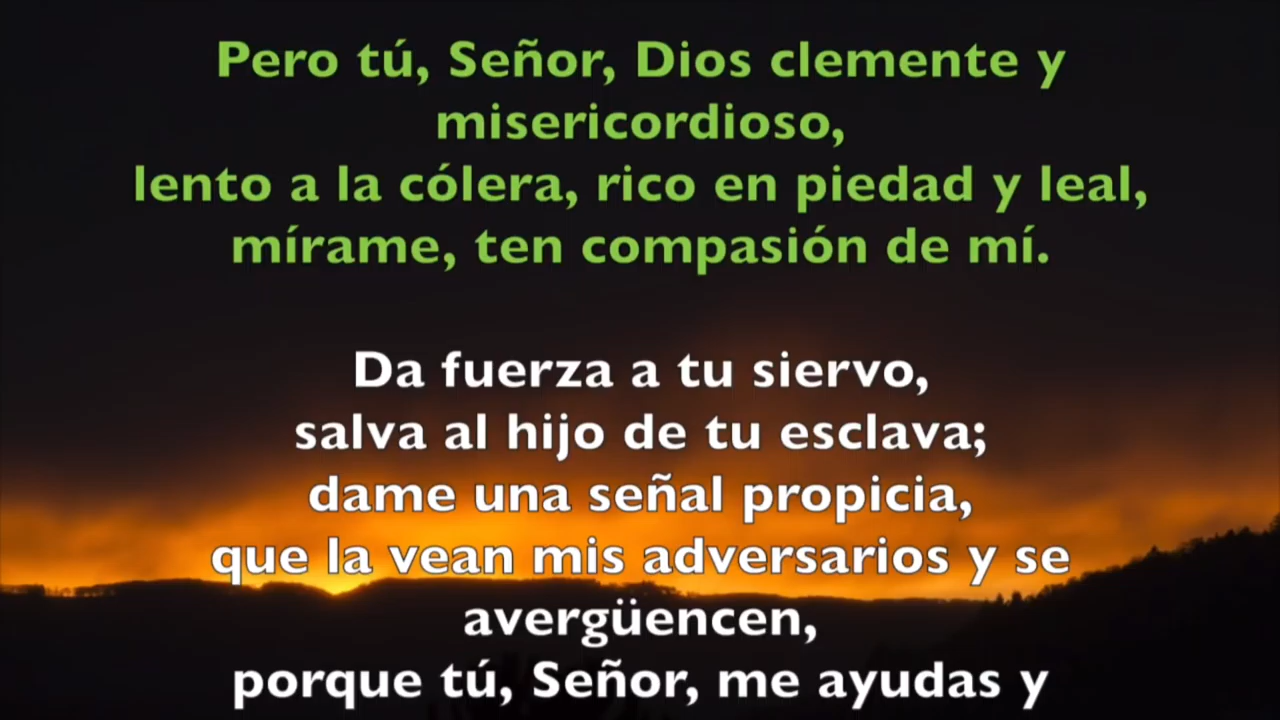 Pero tú, Señor, Dios clemente y
misericordioso,
lento a la cólera, rico en piedad y leal,
mírame, ten compasión de mí.
Da fuerza a tu siervo,
salva al hijo de tu esclava;
dame una señal propicia,
que la vean mis adversarios y se
avergüencen,
porque tú, Señor, me ayudas y